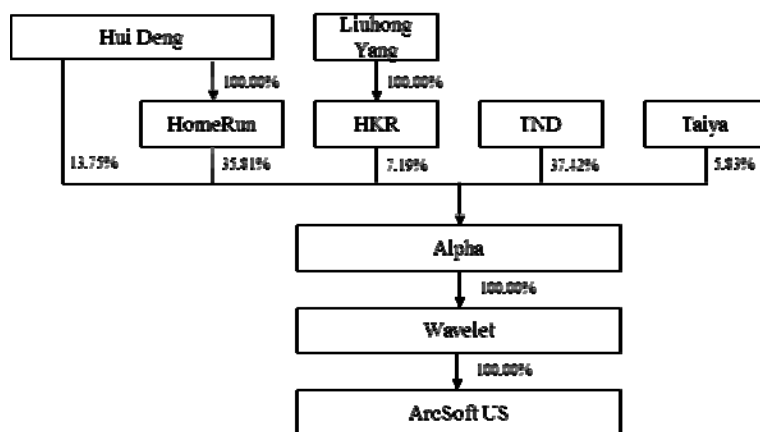 Hui Deng
Liuhong
Yang
100.00%
100.00%
HomeRun
HKR
TND
Taiya
13.75%
35.81%
7.19%
37.42%
5.83%
Alpha
100.00%
Wavelet
100.00%
ArcSoft US